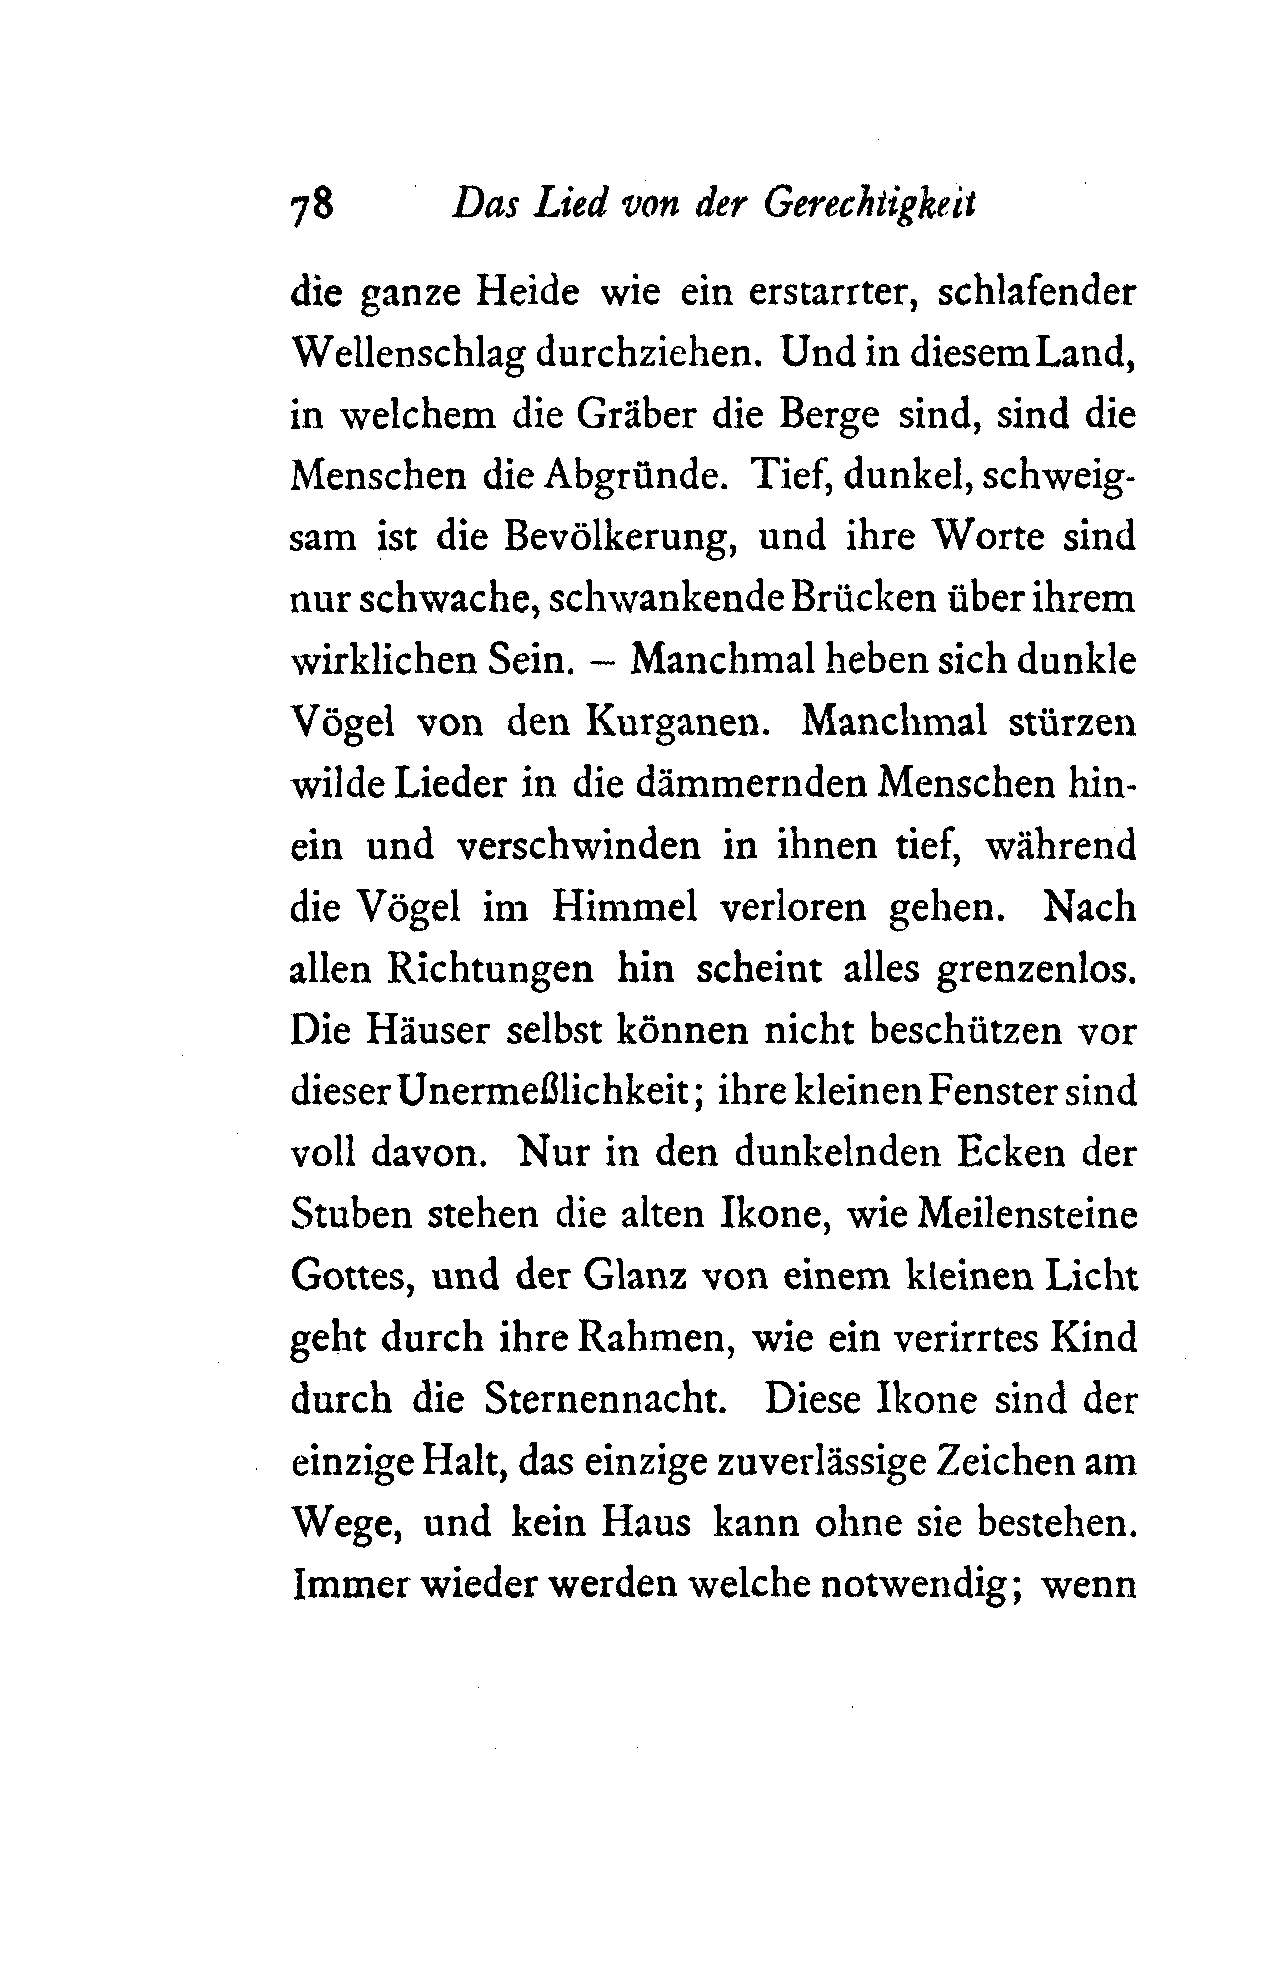 78 Das Lied von der Gerechtigkeit
die ganze Heide wie ein erstarrter, schlafender
Wellenschlag durchziehen. Und in diesem Land,
in welchem die Gräber die Berge sind, sind die
Menschen die Abgründe. Tief, dunkel, schweig-
sam ist die Bevölkerung, und ihre Worte sind
nur schwache, schwankende Brücken über ihrem
wirklichen Sein. – Manchmal heben sich dunkle
Vögel von den Kurganen. Manchmal stürzen
wilde Lieder in die dämmernden Menschen hin-
ein und verschwinden in ihnen tief, während
die Vögel im Himmel verloren gehen. Nach
allen Richtungen hin scheint alles grenzenlos.
Die Häuser selbst können nicht beschützen vor
dieser Unermeßlichkeit; ihre kleinen Fenster sind
voll davon. Nur in den dunkelnden Ecken der
Stuben stehen die alten Ikone, wie Meilensteine
Gottes, und der Glanz von einem kleinen Licht
geht durch ihre Rahmen, wie ein verirrtes Kind
durch die Sternennacht. Diese Ikone sind der
einzige Halt, das einzige zuverlässige Zeichen am
Wege, und kein Haus kann ohne sie bestehen.
Immer wieder werden welche notwendig; wenn